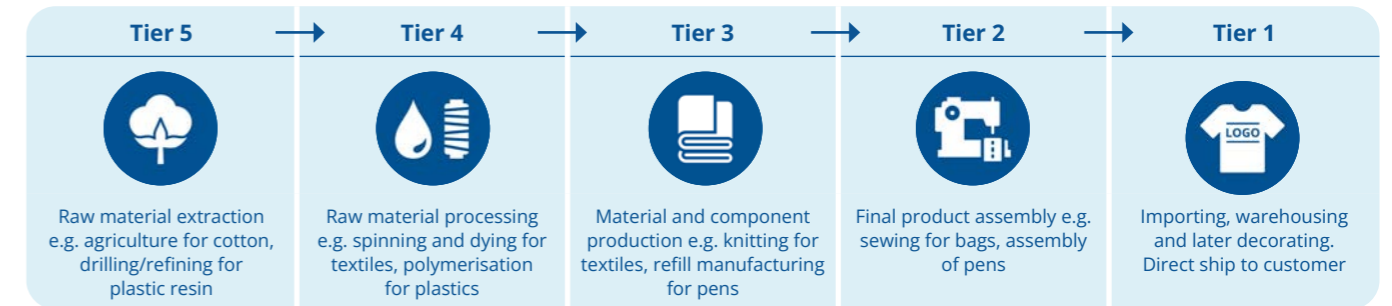 Tier 5
Tier 4
Tier 3
Tier 2
Tier 1
LOGO
Raw material extraction
e.g. agriculture for cotton,
drilling/refining for
plastic resin
Raw material processing
e.g. spinning and dying for
textiles, polymerisation
for plastics
Material and component
production e.g. knitting for
textiles, refill manufacturing
for pens
Final product assembly e.g.
sewing for bags, assembly
of pens
Importing, warehousing
and later decorating.
Direct ship to customer